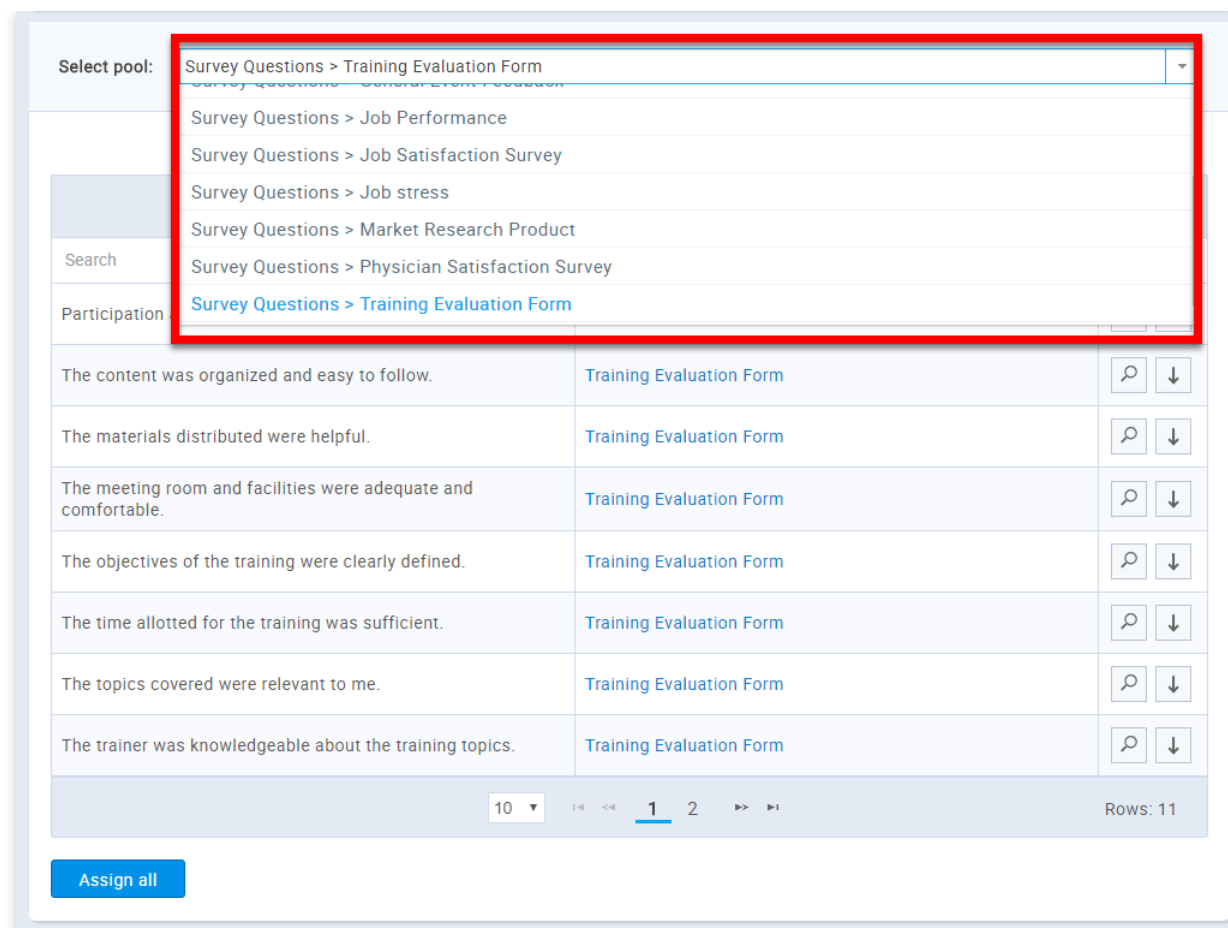 Select pool:
Survey Questions > Training Evaluation Form
Survey Questions > General Event Feedback
Survey Questions > Job Performance
Survey Questions > Job Satisfaction Survey
Survey Questions > Job stress
Survey Questions > Market Research Product
Survey Questions > Physician Satisfaction Survey
Survey Questions > Training Evaluation Form
Search
Participation
The content was organized and easy to follow. Training Evaluation Form
The materials distributed were helpful. Training Evaluation Form
The meeting room and facilities were adequate and
comfortable. Training Evaluation Form
The objectives of the training were clearly defined. Training Evaluation Form
The time allotted for the training was sufficient. Training Evaluation Form
The topics covered were relevant to me. Training Evaluation Form
The trainer was knowledgeable about the training topics. Training Evaluation Form
10 1 2 Rows: 11
Assign all